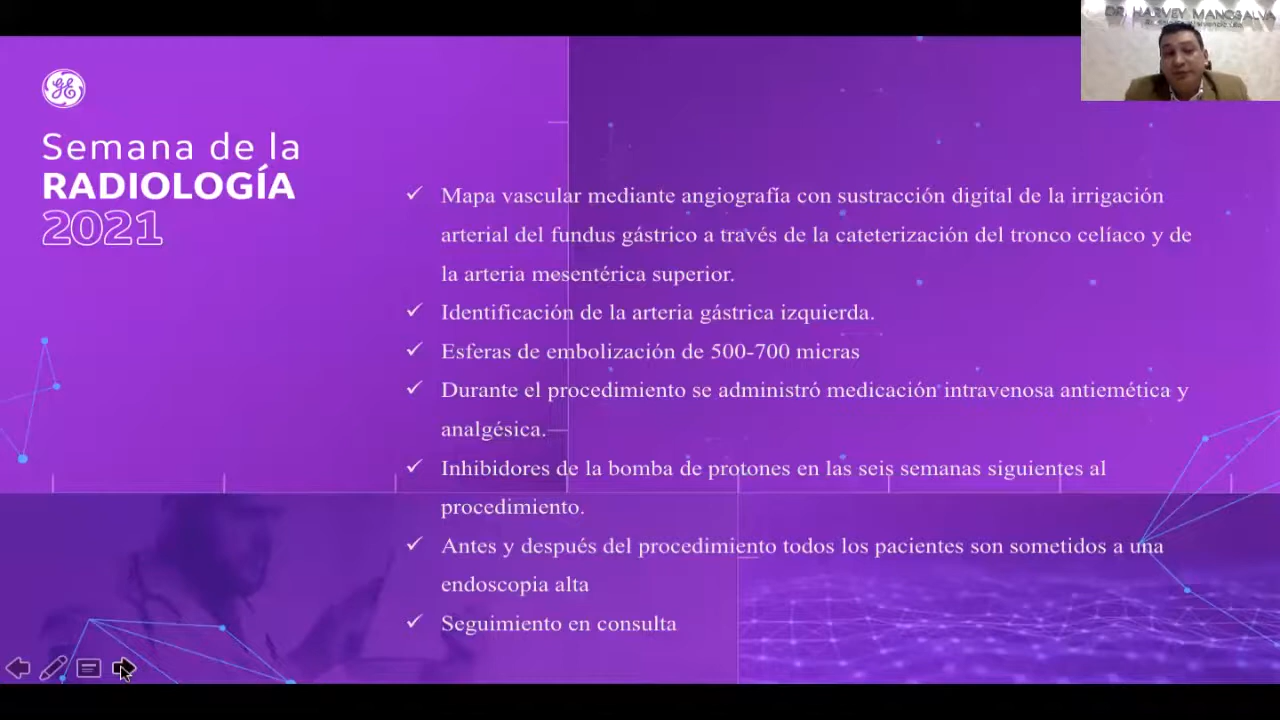 DR. HARVEY MANOSALVA
GE
Semana de la
RADIOLOGÍA
2021
✓ Mapa vascular mediante angiografía con sustracción digital de la irrigación
arterial del fundus gástrico a través de la cateterización del tronco celíaco y de
la arteria mesentérica superior.
✓ Identificación de la arteria gástrica izquierda.
✓ Esferas de embolización de 500-700 micras
✓ Durante el procedimiento se administró medicación intravenosa antiemética y
analgésica.
✓ Inhibidores de la bomba de protones en las seis semanas siguientes al
procedimiento.
✓ Antes y después del procedimiento todos los pacientes son sometidos a una
endoscopia alta
✓ Seguimiento en consulta